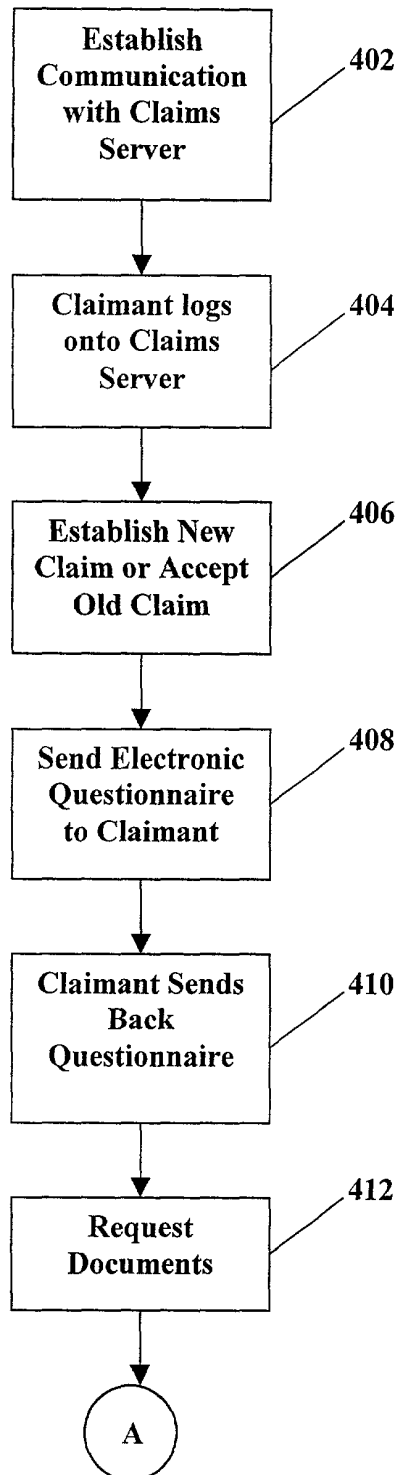 Establish
Communication
with Claims
Server
402
Claimant logs
onto Claims
Server
404
Establish New
Claim or Accept
Old Claim
406
Send Electronic
Questionnaire
to Claimant
408
Claimant Sends
Back
Questionnaire
410
Request
Documents
412
A